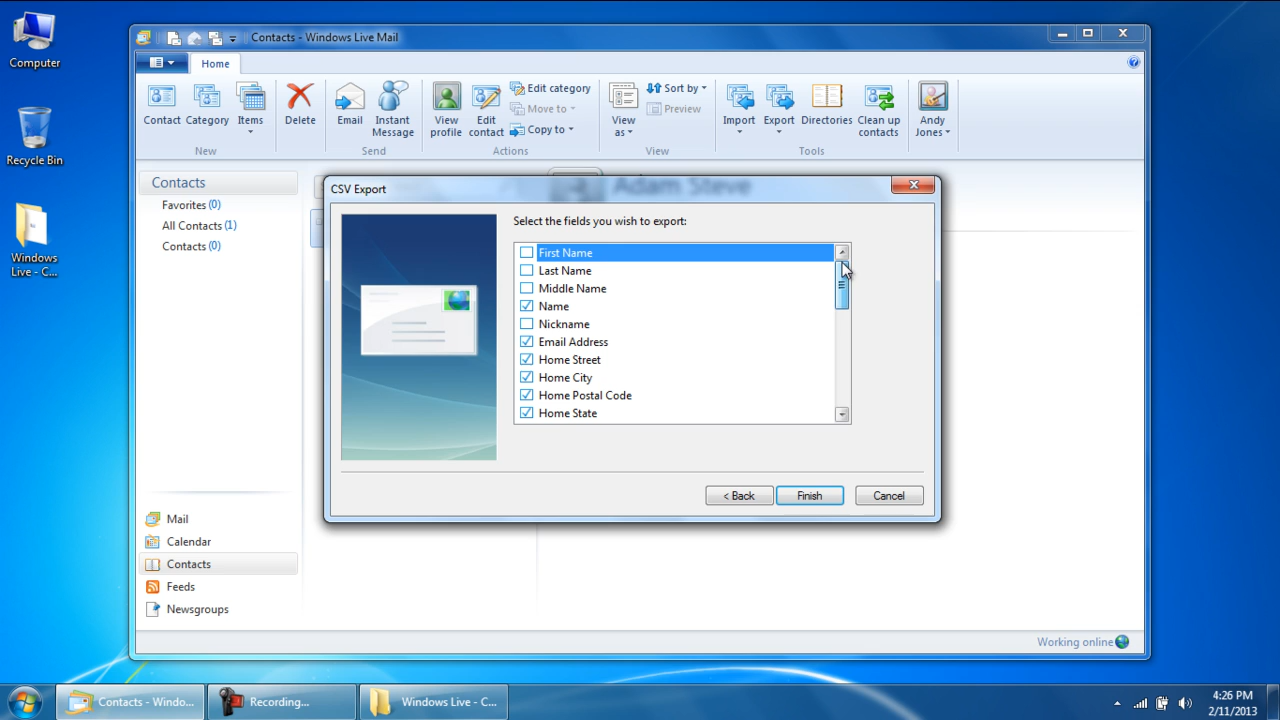 Computer
Recycle Bin
Windows
Live - C...
Contacts - Windows Live Mail
Home
Contact
Category
Items
New
Delete
Email
Instant
Message
Send
View
profile
Edit
contact
Edit category
Move to
Copy to
Actions
View
as
Sort by
Preview
View
Import
Export
Directories
Clean up
contacts
Tools
Andy
Jones
Contacts
Favorites (0)
All Contacts (1)
Contacts (0)
Adam Steve
CSV Export
Select the fields you wish to export:
First Name
Last Name
Middle Name
Name
Nickname
Email Address
Home Street
Home City
Home Postal Code
Home State
< Back
Finish
Cancel
Mail
Calendar
Contacts
Feeds
Newsgroups
Working online
Contacts - Windo...
Recording...
Windows Live - C...
4:26 PM
2/11/2013